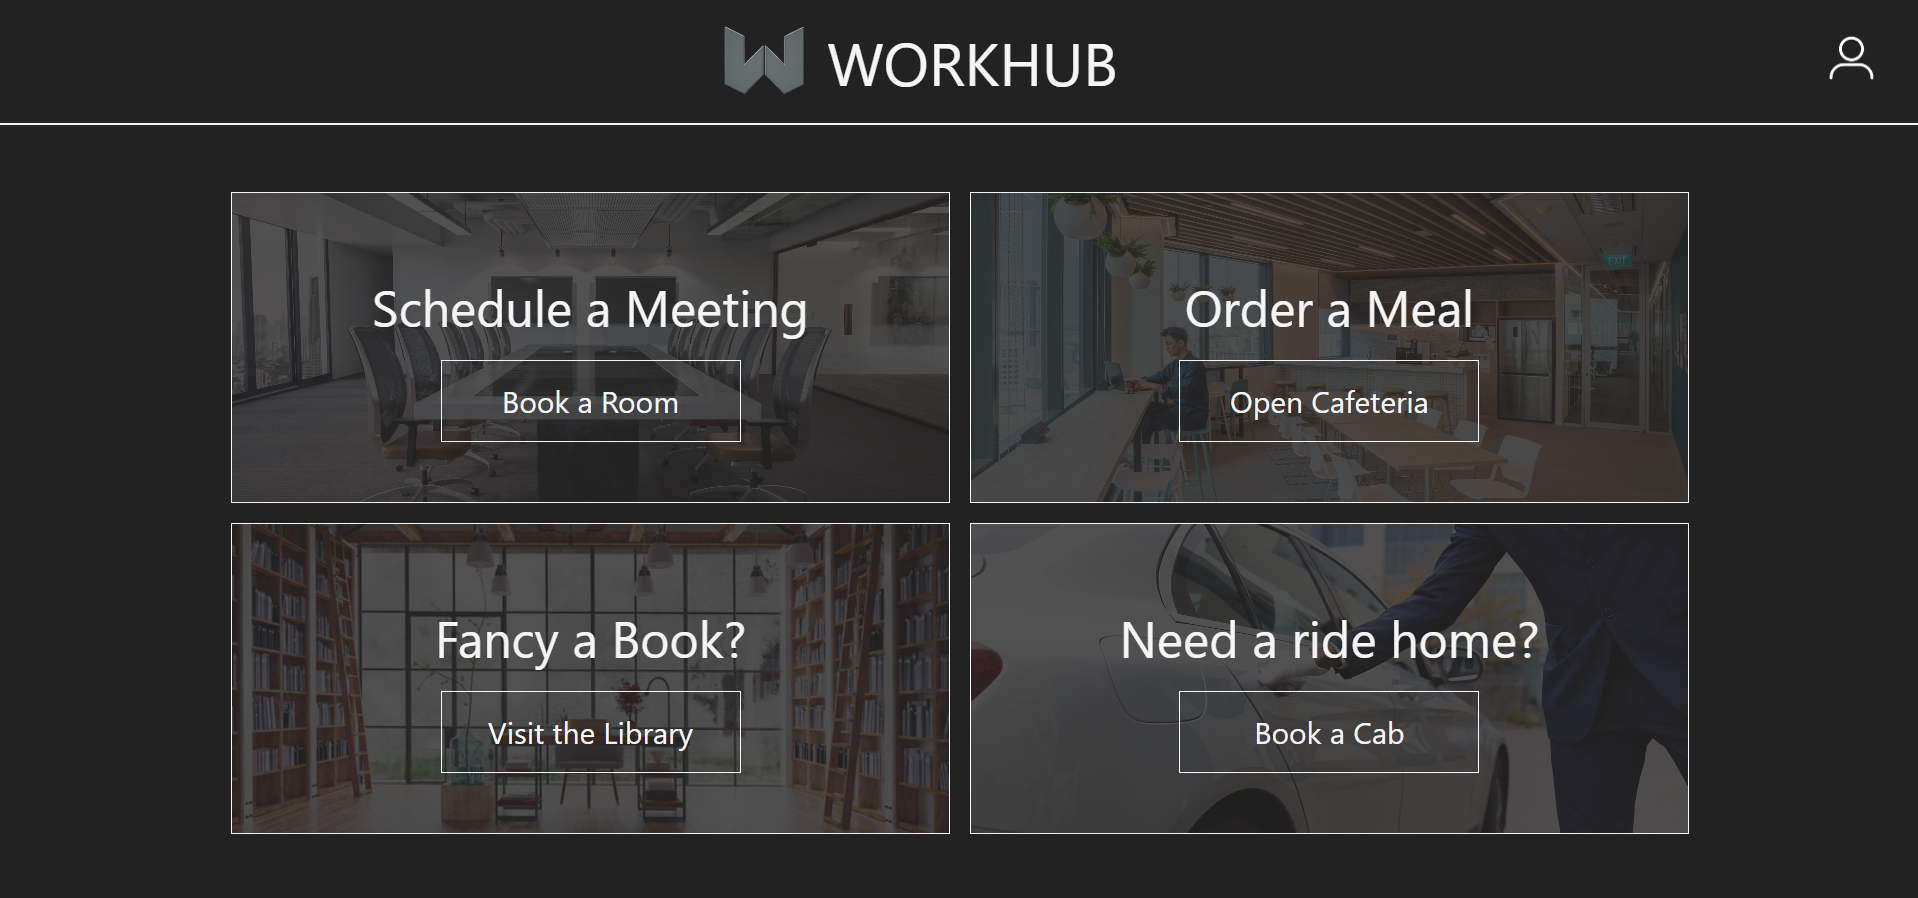 WORKHUB
Schedule a Meeting
Book a Room
Order a Meal
EXIT
Open Cafeteria
Fancy a Book?
Visit the Library
Need a ride home?
Book a Cab